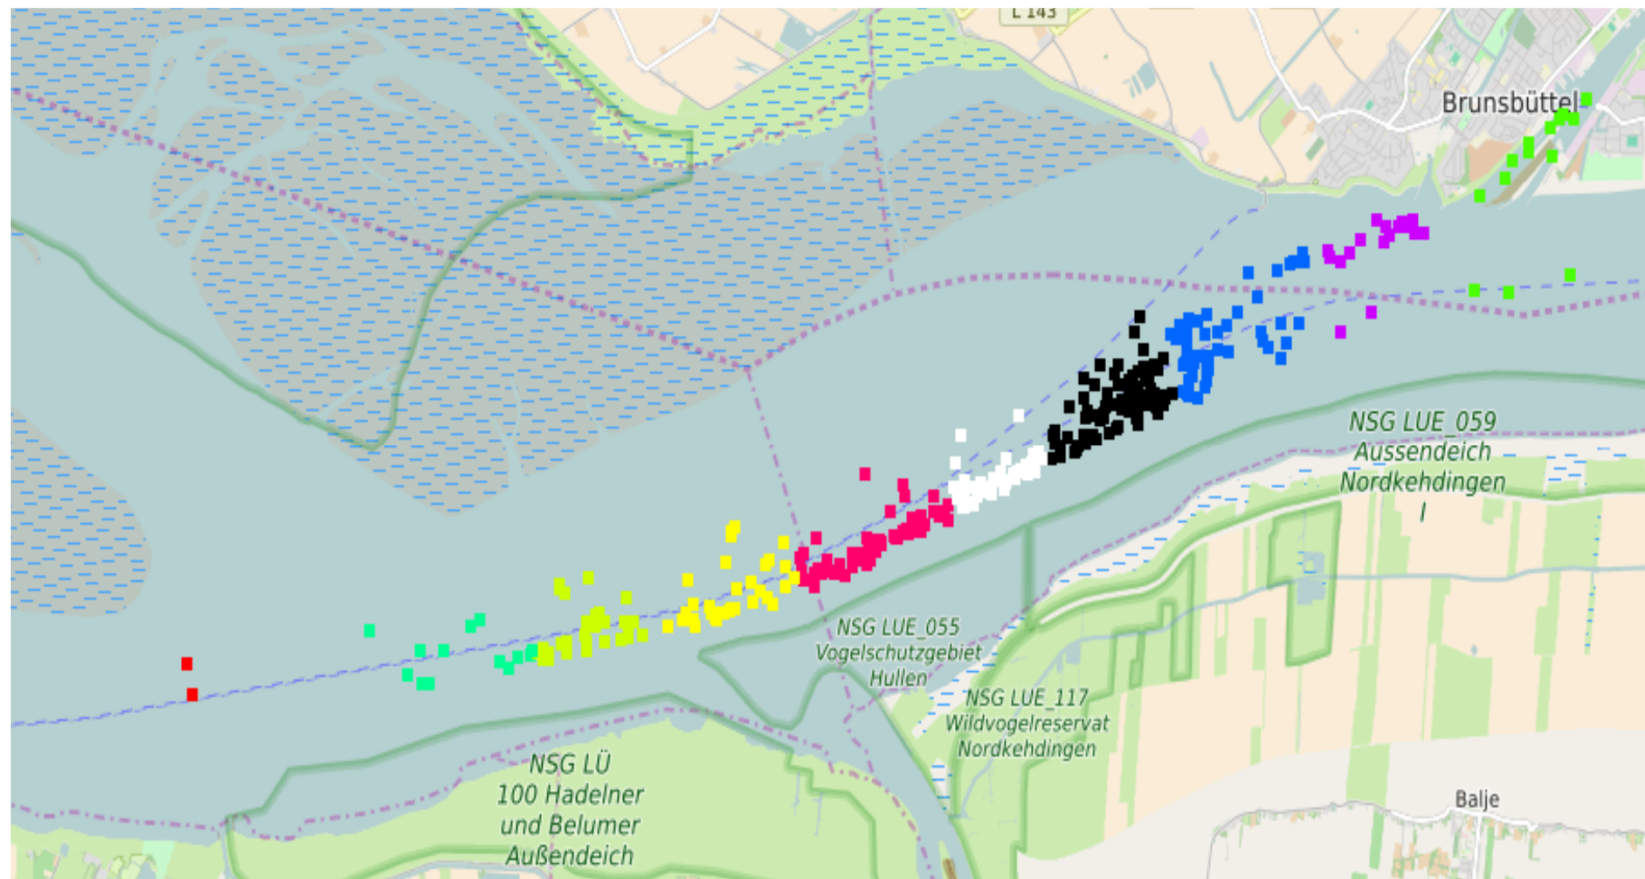 L 143
Brunsbüttel
NSG LUE_059
Aussendeich
Nordkehdingen
I
NSG LUE_055
Vogelschutzgebiet
Hullen
NSG LUE_117
Wildvogelreservat
Nordkehdingen
NSG LÜ
100 Hadelner
und Belumer
Außendeich
Balje